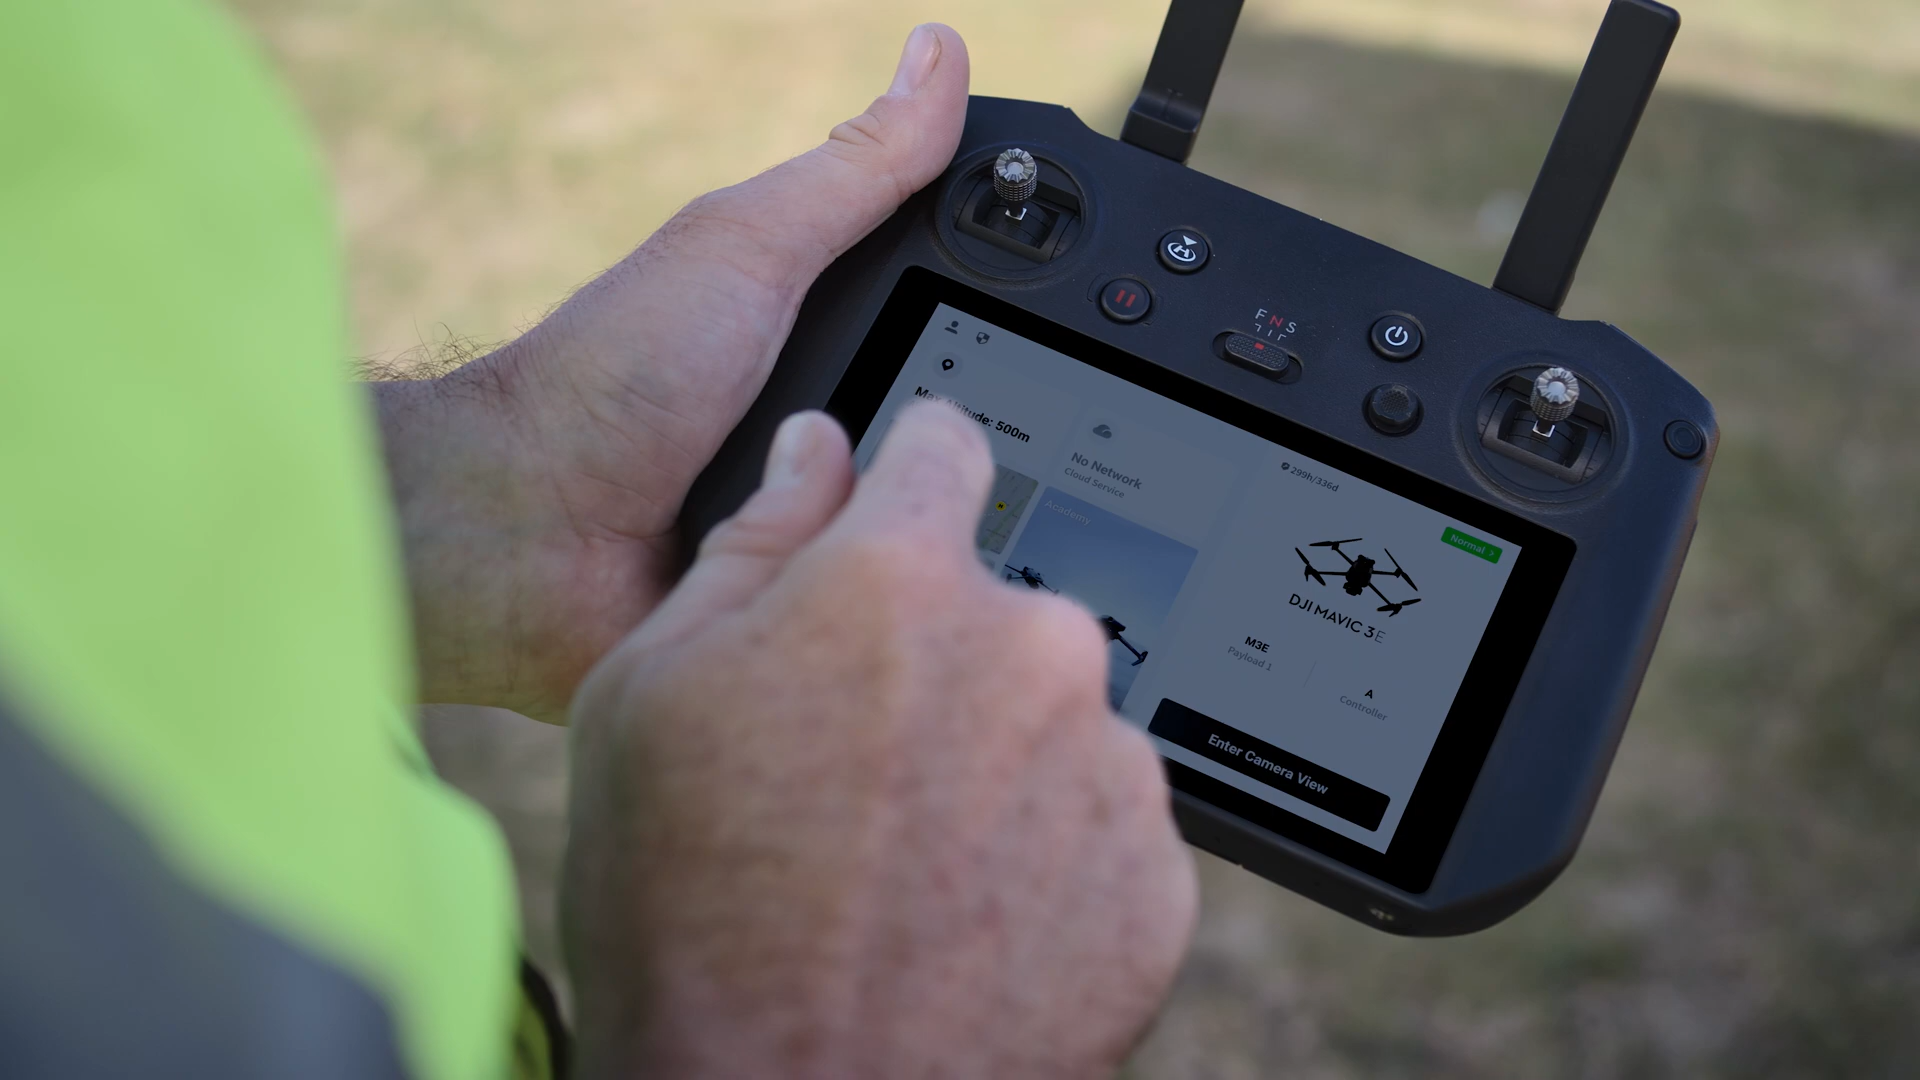 F N S
Max Altitude: 500m
No Network
Cloud Service
Academy
299h/336d
Normal >
DJI MAVIC 3E
M3E
Payload 1
A
Controller
Enter Camera View
H